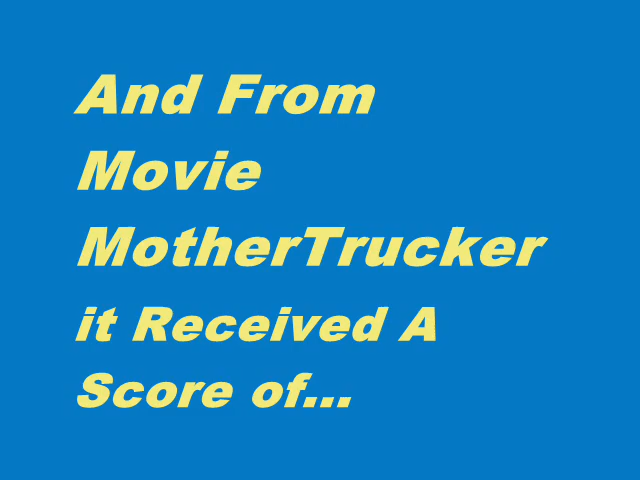 And From
Movie
MotherTrucker
it Received A
Score of...